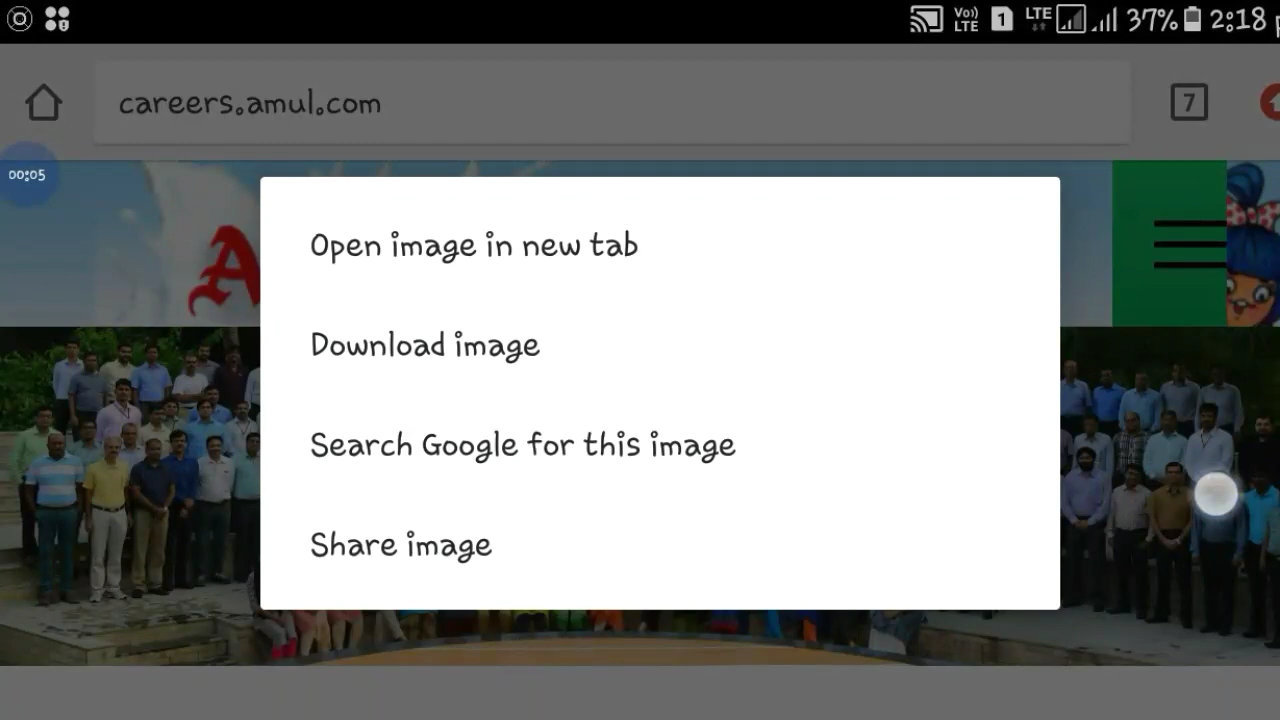 Vo)) LTE 1 LTE 37% 2:18 p
careers.amul.com
7
00:05
A
Open image in new tab
Download image
Search Google for this image
Share image